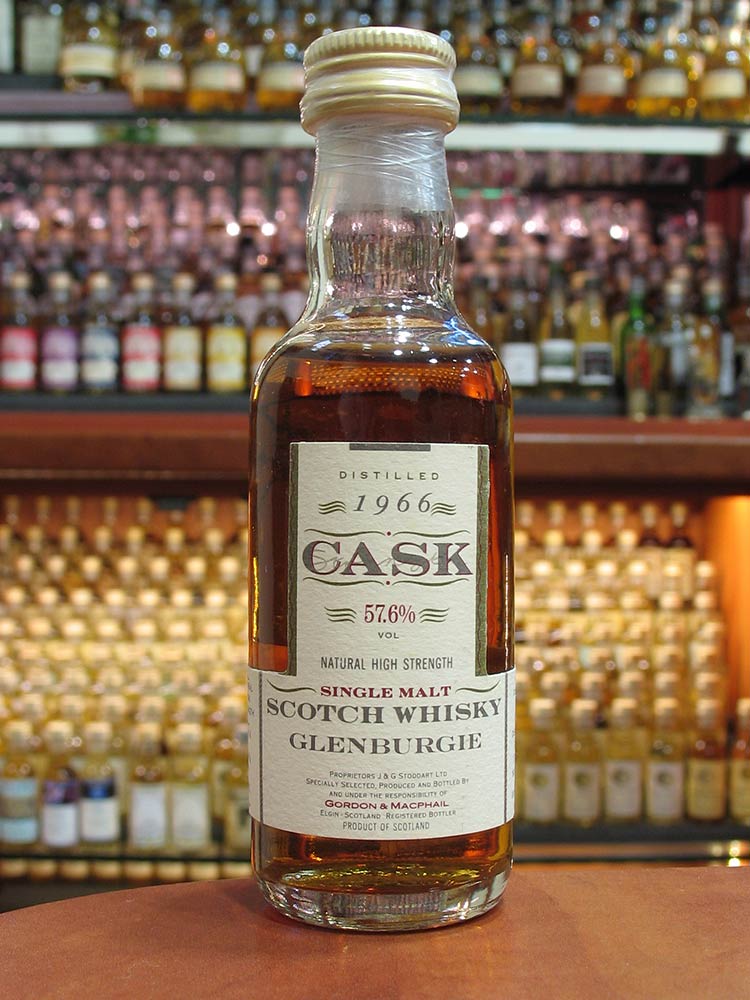 DISTILLED
1966
CASK
57.6%
VOL
NATURAL HIGH STRENGTH
SINGLE MALT
SCOTCH WHISKY
GLENBURGIE
PROPRIETORS J & G STODDART LTD
SPECIALLY SELECTED, PRODUCED AND BOTTLED BY
AND UNDER THE RESPONSIBILITY OF
GORDON & MACPHAIL
ELGIN · SCOTLAND · REGISTERED BOTTLER
PRODUCT OF SCOTLAND